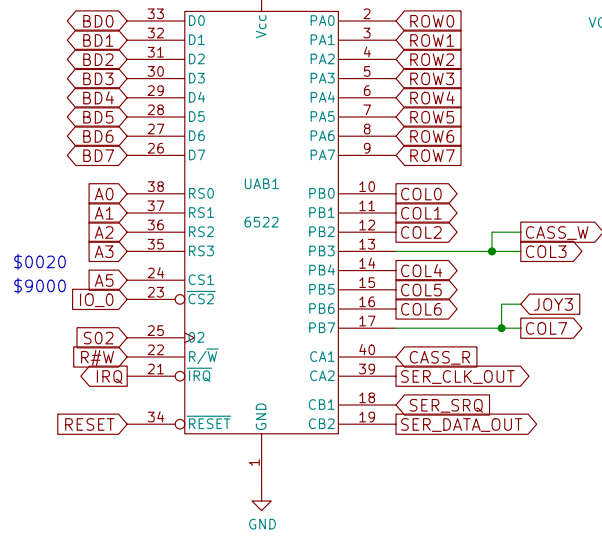 BD0 33 D0 Vcc PA0 2 ROW0 VC
BD1 32 D1 PA1 3 ROW1
BD2 31 D2 PA2 4 ROW2
BD3 30 D3 PA3 5 ROW3
BD4 29 D4 PA4 6 ROW4
BD5 28 D5 PA5 7 ROW5
BD6 27 D6 PA6 8 ROW6
BD7 26 D7 PA7 9 ROW7
UAB1
A0 38 RS0 PB0 10 COL0
A1 37 RS1 6522 PB1 11 COL1
A2 36 RS2 PB2 12 COL2 CASS_W
A3 35 RS3 PB3 13 COL3
$0020 PB4 14 COL4
A5 24 CS1 PB5 15 COL5
$9000
IO_0 23 CS2 PB6 16 COL6 JOY3
PB7 17 COL7
S02 25 ø2
R#W 22 R/W CA1 40 CASS_R
IRQ 21 IRQ CA2 39 SER_CLK_OUT
CB1 18 SER_SRQ
RESET 34 RESET GND CB2 19 SER_DATA_OUT
1
GND